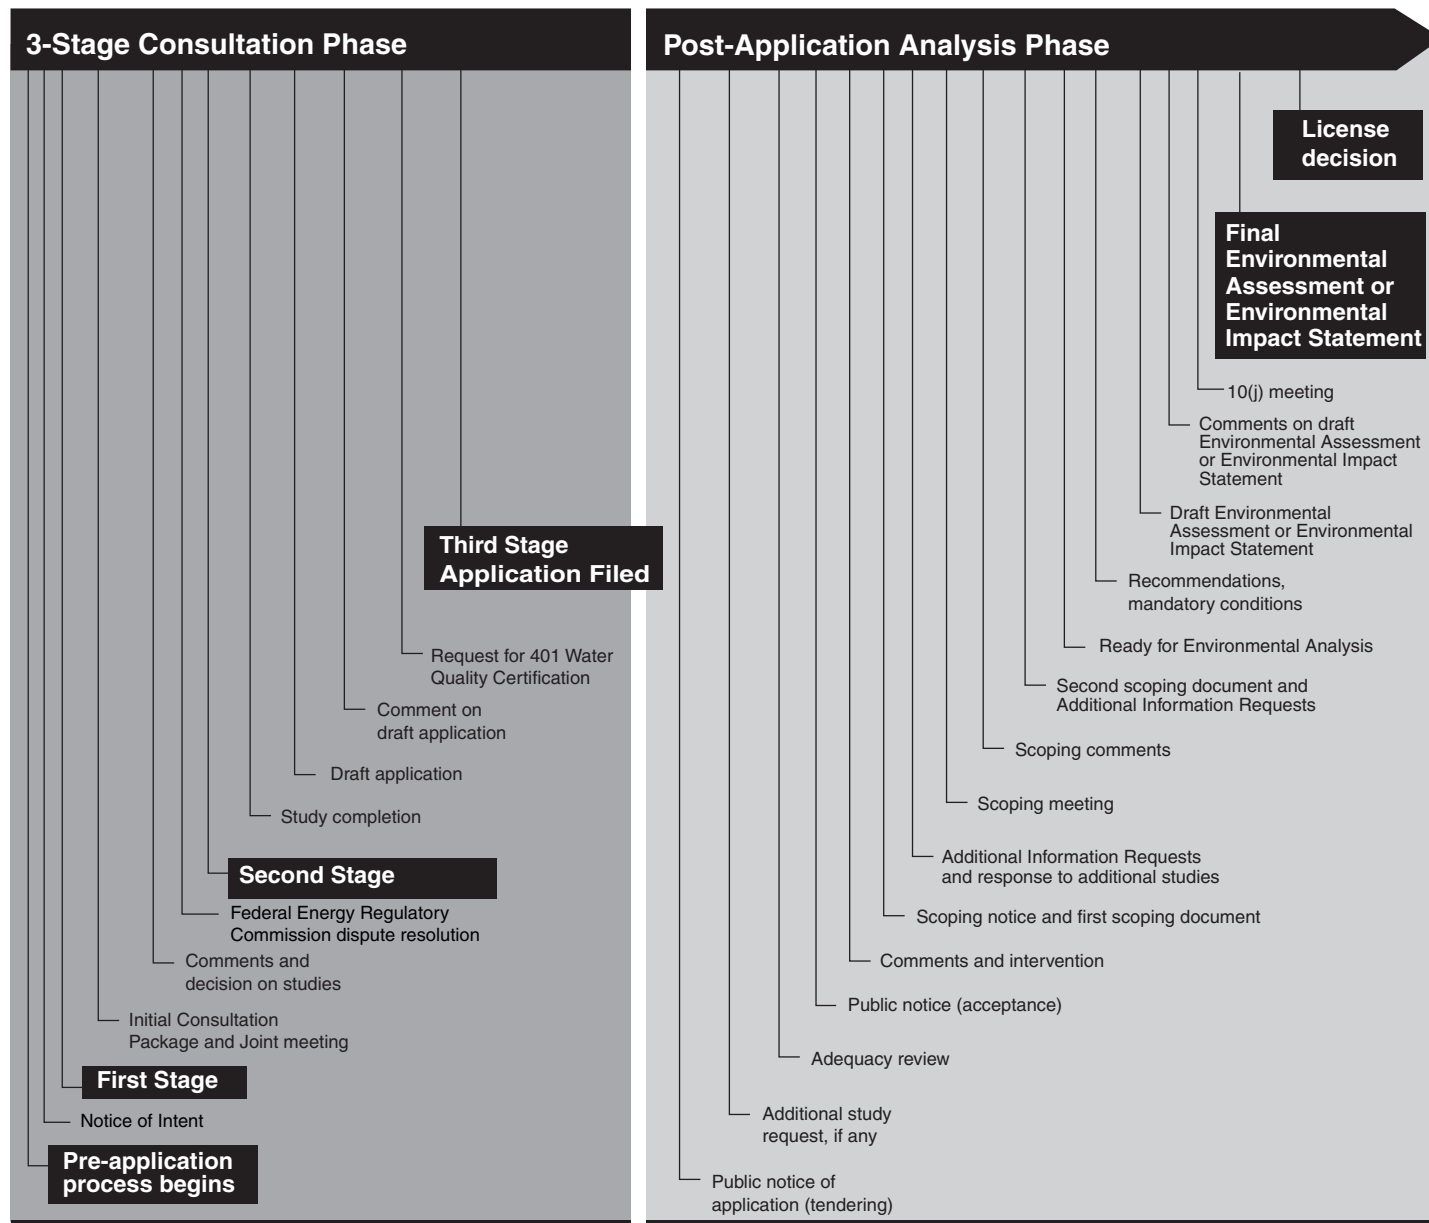 3-Stage Consultation Phase
Third Stage
Application Filed
Request for 401 Water
Quality Certification
Comment on
draft application
Draft application
Study completion
Second Stage
Federal Energy Regulatory
Commission dispute resolution
Comments and
decision on studies
Initial Consultation
Package and Joint meeting
First Stage
Notice of Intent
Pre-application
process begins
Post-Application Analysis Phase
License
decision
Final
Environmental
Assessment or
Environmental
Impact Statement
10(j) meeting
Comments on draft
Environmental Assessment
or Environmental Impact
Statement
Draft Environmental
Assessment or Environmental
Impact Statement
Recommendations,
mandatory conditions
Ready for Environmental Analysis
Second scoping document and
Additional Information Requests
Scoping comments
Scoping meeting
Additional Information Requests
and response to additional studies
Scoping notice and first scoping document
Comments and intervention
Public notice (acceptance)
Adequacy review
Additional study
request, if any
Public notice of
application (tendering)